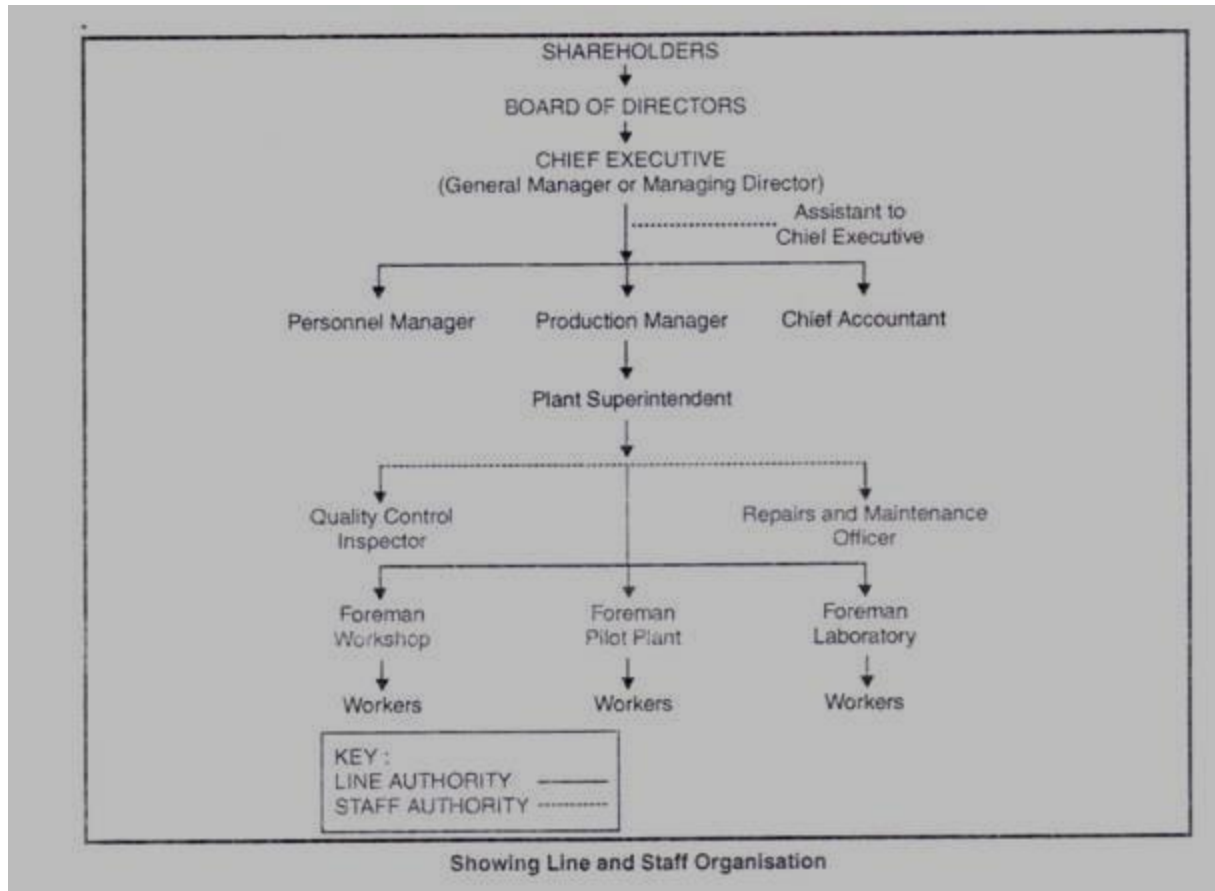 SHAREHOLDERS
BOARD OF DIRECTORS
CHIEF EXECUTIVE
(General Manager or Managing Director)
Assistant to
Chief Executive
Personnel Manager
Production Manager
Chief Accountant
Plant Superintendent
Quality Control
Inspector
Repairs and Maintenance
Officer
Foreman
Workshop
Foreman
Pilot Plant
Foreman
Laboratory
Workers
Workers
Workers
KEY :
LINE AUTHORITY
STAFF AUTHORITY
Showing Line and Staff Organisation